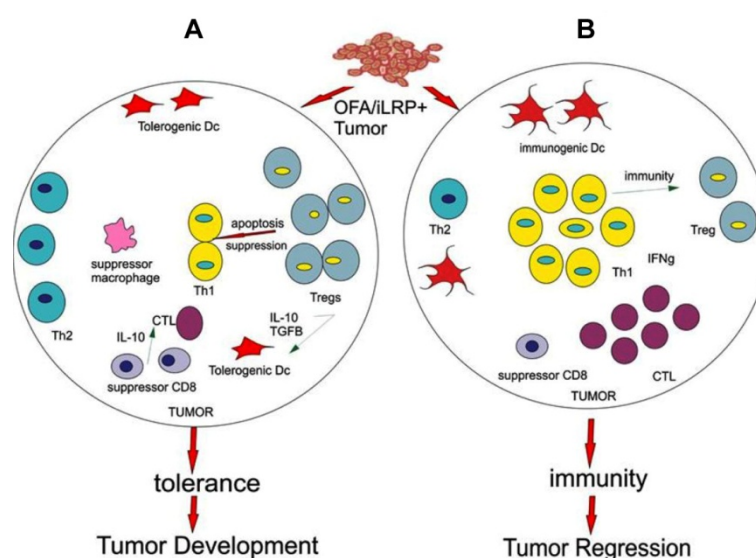 A
B
OFA/iLRP+
Tumor
Tolerogenic Dc
apoptosis
suppression
suppressor
macrophage
Th1
Tregs
Th2
CTL
IL-10
IL-10
TGFB
suppressor CD8
Tolerogenic Dc
TUMOR
tolerance
Tumor Development
immunogenic Dc
immunity
Th2
Treg
Th1
IFNg
suppressor CD8
CTL
TUMOR
immunity
Tumor Regression